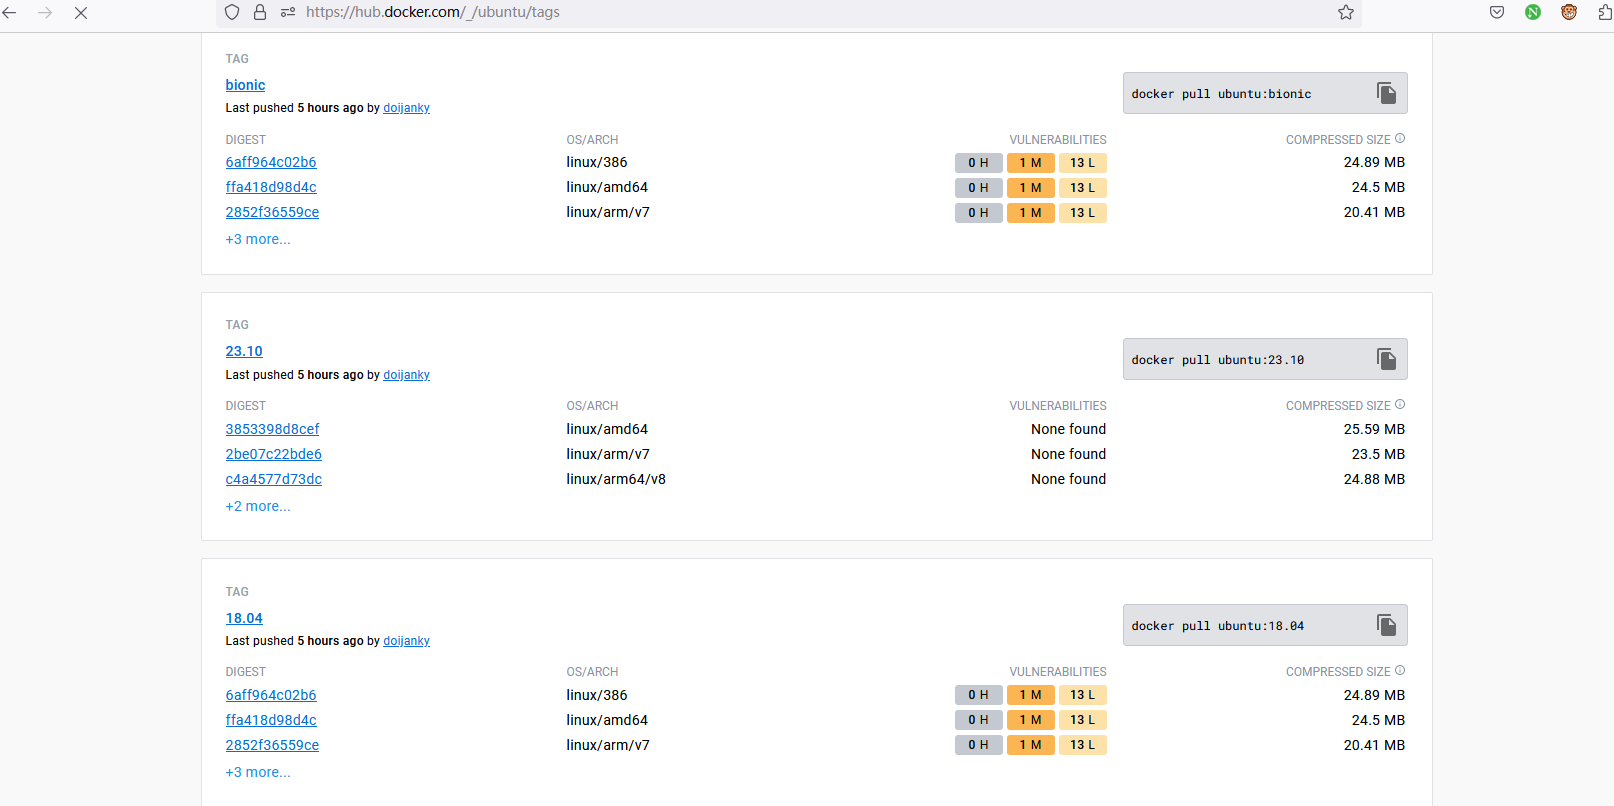 https://hub.docker.com/_/ubuntu/tags
N
TAG
bionic
Last pushed 5 hours ago by doijanky
docker pull ubuntu:bionic
DIGEST OS/ARCH VULNERABILITIES COMPRESSED SIZE
6aff964c02b6 linux/386 0 H 1 M 13 L 24.89 MB
ffa418d98d4c linux/amd64 0 H 1 M 13 L 24.5 MB
2852f36559ce linux/arm/v7 0 H 1 M 13 L 20.41 MB
+3 more...
TAG
23.10
Last pushed 5 hours ago by doijanky
docker pull ubuntu:23.10
DIGEST OS/ARCH VULNERABILITIES COMPRESSED SIZE
3853398d8cef linux/amd64 None found 25.59 MB
2be07c22bde6 linux/arm/v7 None found 23.5 MB
c4a4577d73dc linux/arm64/v8 None found 24.88 MB
+2 more...
TAG
18.04
Last pushed 5 hours ago by doijanky
docker pull ubuntu:18.04
DIGEST OS/ARCH VULNERABILITIES COMPRESSED SIZE
6aff964c02b6 linux/386 0 H 1 M 13 L 24.89 MB
ffa418d98d4c linux/amd64 0 H 1 M 13 L 24.5 MB
2852f36559ce linux/arm/v7 0 H 1 M 13 L 20.41 MB
+3 more...